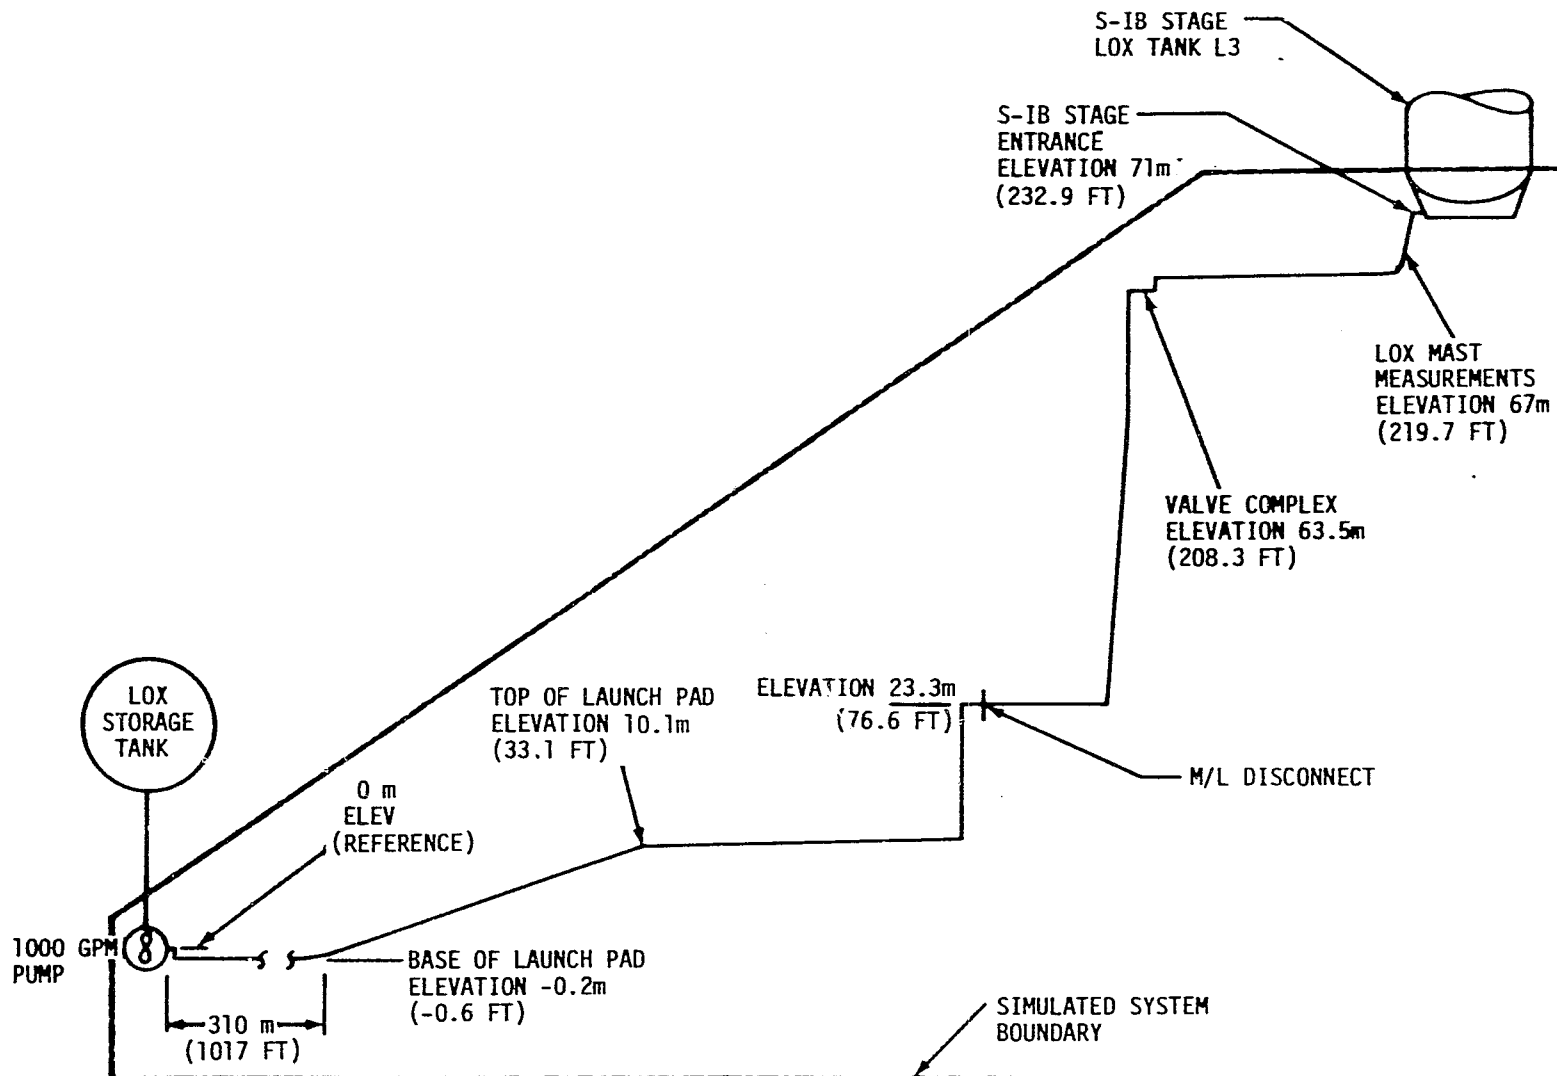 S-IB STAGE
LOX TANK L3
S-IB STAGE
ENTRANCE
ELEVATION 71m
(232.9 FT)
LOX MAST
MEASUREMENTS
ELEVATION 67m
(219.7 FT)
VALVE COMPLEX
ELEVATION 63.5m
(208.3 FT)
LOX
STORAGE
TANK
TOP OF LAUNCH PAD
ELEVATION 10.1m
(33.1 FT)
ELEVATION 23.3m
(76.6 FT)
M/L DISCONNECT
0 m
ELEV
(REFERENCE)
1000 GPM
PUMP
BASE OF LAUNCH PAD
ELEVATION -0.2m
(-0.6 FT)
310 m
(1017 FT)
SIMULATED SYSTEM
BOUNDARY